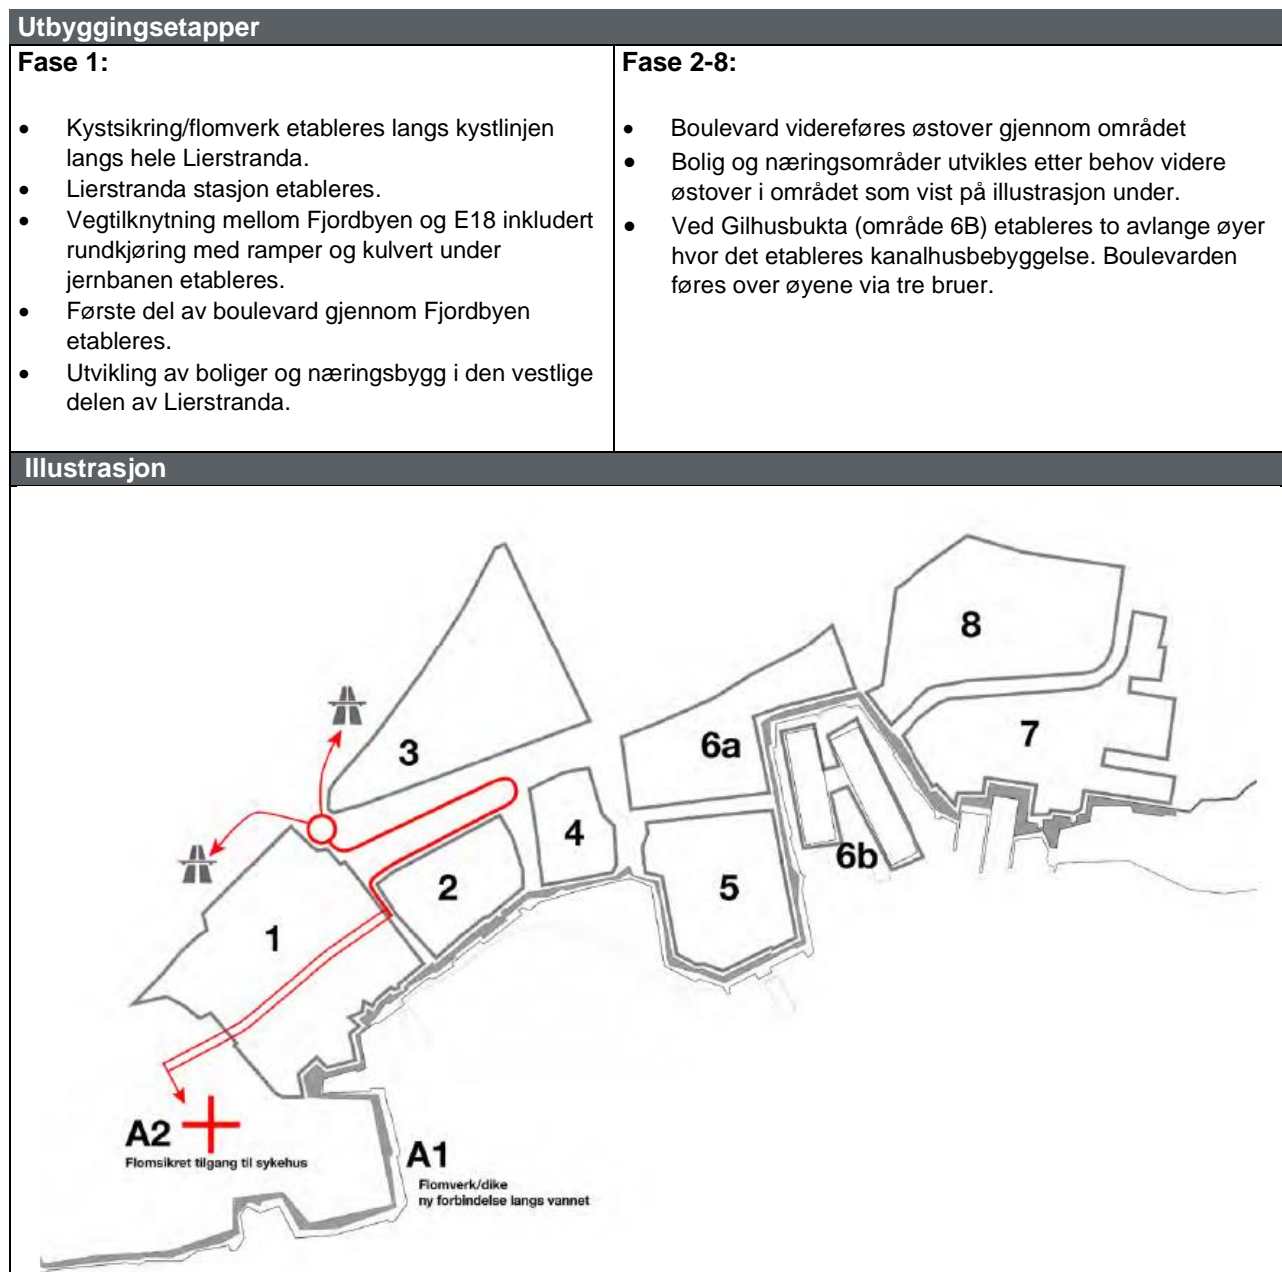 Utbyggingsetapper
Fase 1:
• Kystsikring/flomverk etableres langs kystlinjen
langs hele Lierstranda.
• Lierstranda stasjon etableres.
• Vegtilknytning mellom Fjordbyen og E18 inkludert
rundkjøring med ramper og kulvert under
jernbanen etableres.
• Første del av boulevard gjennom Fjordbyen
etableres.
• Utvikling av boliger og næringsbygg i den vestlige
delen av Lierstranda.
Fase 2-8:
• Boulevard videreføres østover gjennom området
• Bolig og næringsområder utvikles etter behov videre
østover i området som vist på illustrasjon under.
• Ved Gilhusbukta (område 6B) etableres to avlange øyer
hvor det etableres kanalhusbebyggelse. Boulevarden
føres over øyene via tre bruer.
Illustrasjon
8
7
3
6a
4
6b
2
5
1
A2
Flomsikret tilgang til sykehus
A1
Flomverk/dike
ny forbindelse langs vannet